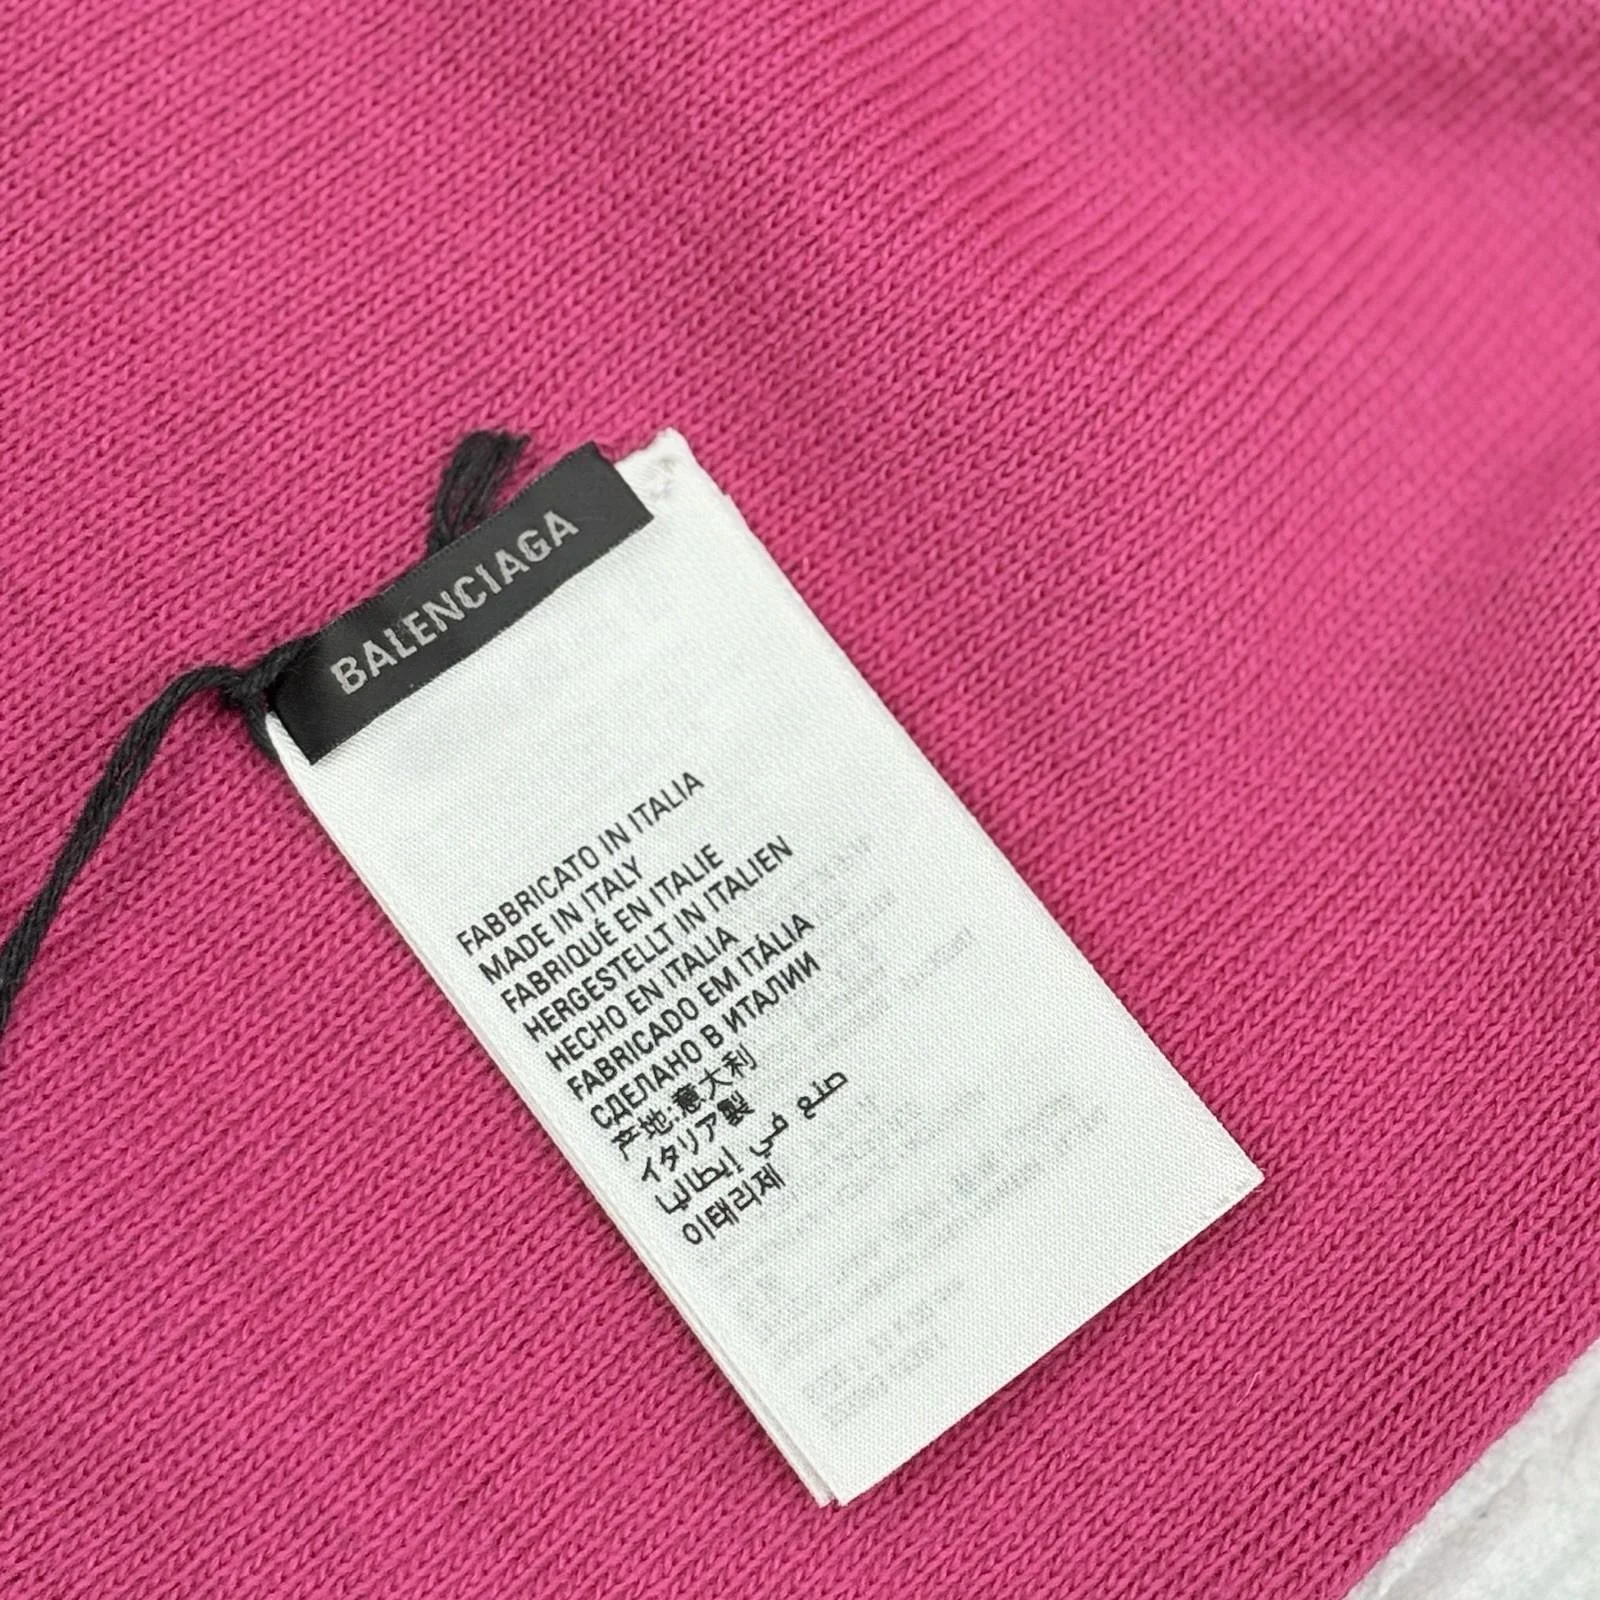 BALENCIAGA
FABBRICATO IN ITALIA
MADE IN ITALY
FABRIQUÉ EN ITALIE
HERGESTELLT IN ITALIEN
HECHO EN ITALIA
FABRICADO EM ITÁLIA
СДЕЛАНО В ИТАЛИИ
产地:意大利
イタリア製
صنع في إيطاليا
이태리제